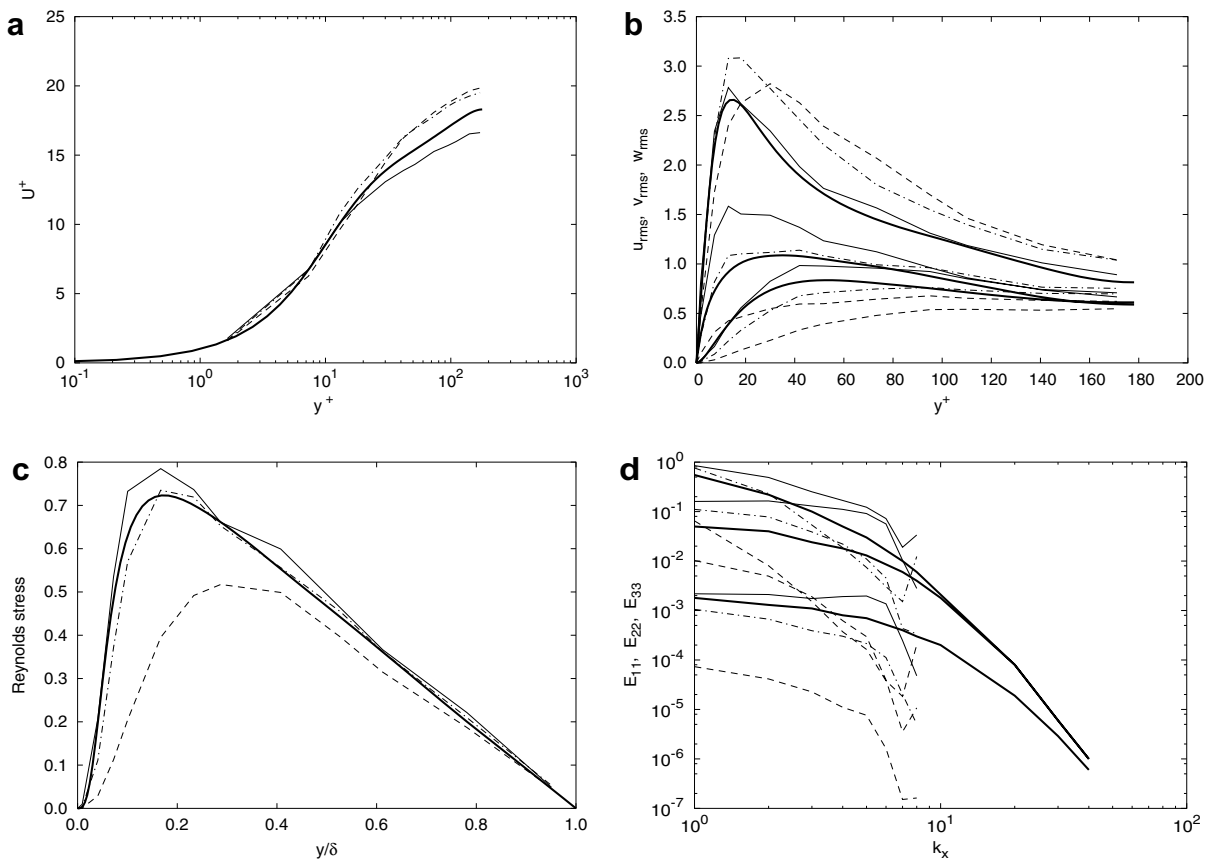 a
25
20
15
10
5
0
U+
10-1 100 101 102 103
y+
b
3.5
3.0
2.5
2.0
1.5
1.0
0.5
0.0
urms, vrms, wrms
0 20 40 60 80 100 120 140 160 180 200
y+
c
0.8
0.7
0.6
0.5
0.4
0.3
0.2
0.1
0.0
Reynolds stress
0.0 0.2 0.4 0.6 0.8 1.0
y/δ
d
100
10-1
10-2
10-3
10-4
10-5
10-6
10-7
E11, E22, E33
100 101 102
kx